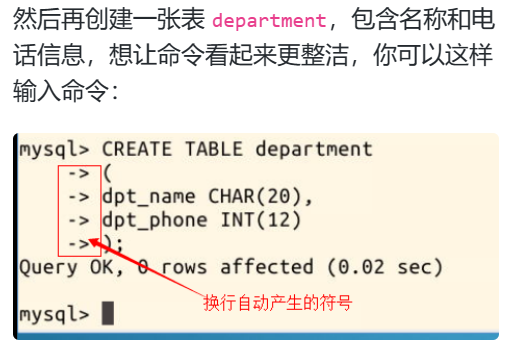 然后再创建一张表 department，包含名称和电
话信息，想让命令看起来更整洁，你可以这样
输入命令：
mysql> CREATE TABLE department
-> (
-> dpt_name CHAR(20),
-> dpt_phone INT(12)
-> );
Query OK, 0 rows affected (0.02 sec)
换行自动产生的符号
mysql>